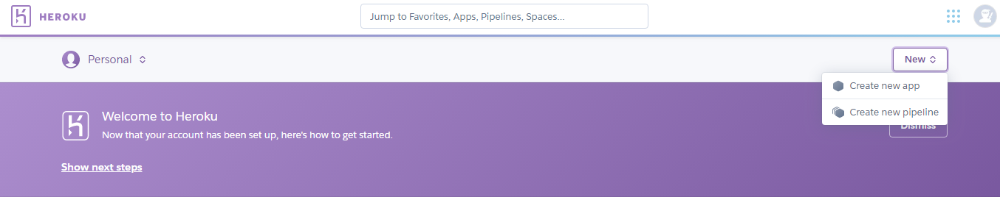 HEROKU
Jump to Favorites, Apps, Pipelines, Spaces...
Personal
New
Create new app
Create new pipeline
Welcome to Heroku
Now that your account has been set up, here's how to get started.
Dismiss
Show next steps